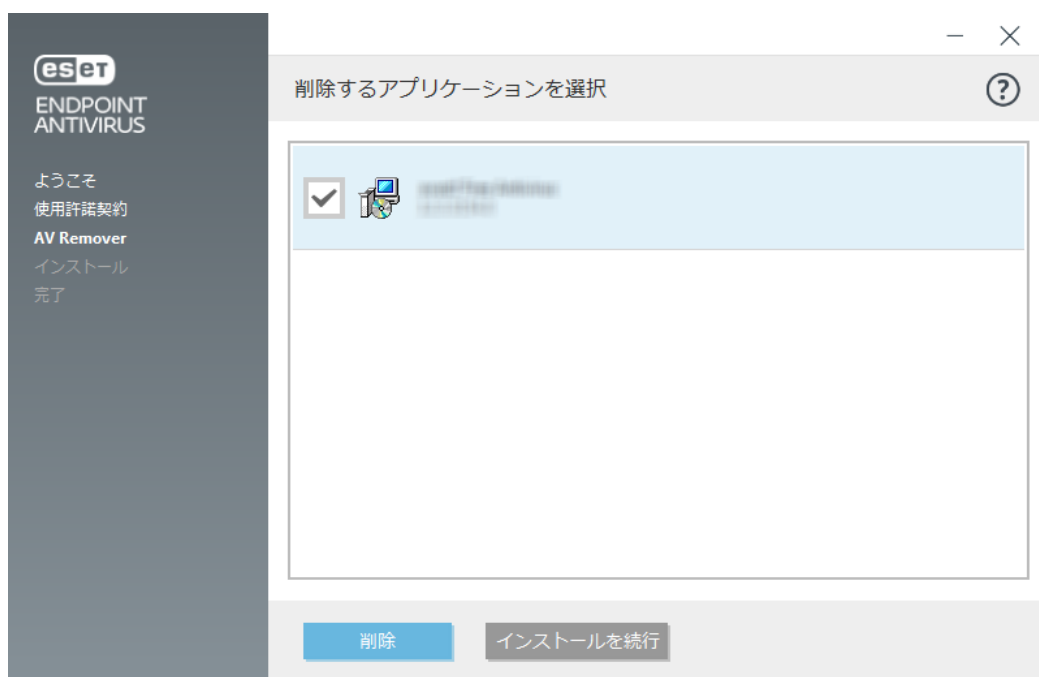 eset
ENDPOINT
ANTIVIRUS
ようこそ
使用許諾契約
AV Remover
インストール
完了
削除するアプリケーションを選択
?
削除
インストールを続行